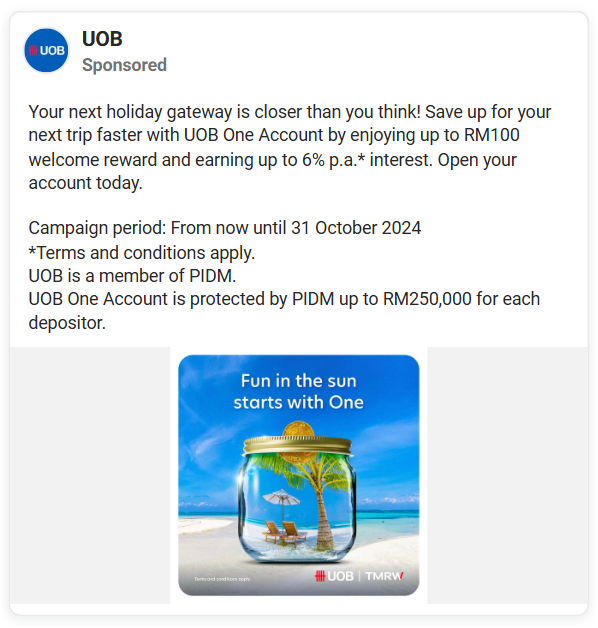 UOB
UOB
Sponsored
Your next holiday gateway is closer than you think! Save up for your
next trip faster with UOB One Account by enjoying up to RM100
welcome reward and earning up to 6% p.a.* interest. Open your
account today.
Campaign period: From now until 31 October 2024
*Terms and conditions apply.
UOB is a member of PIDM.
UOB One Account is protected by PIDM up to RM250,000 for each
depositor.
Fun in the sun
starts with One
Terms and conditions apply.
UOB | TMRW